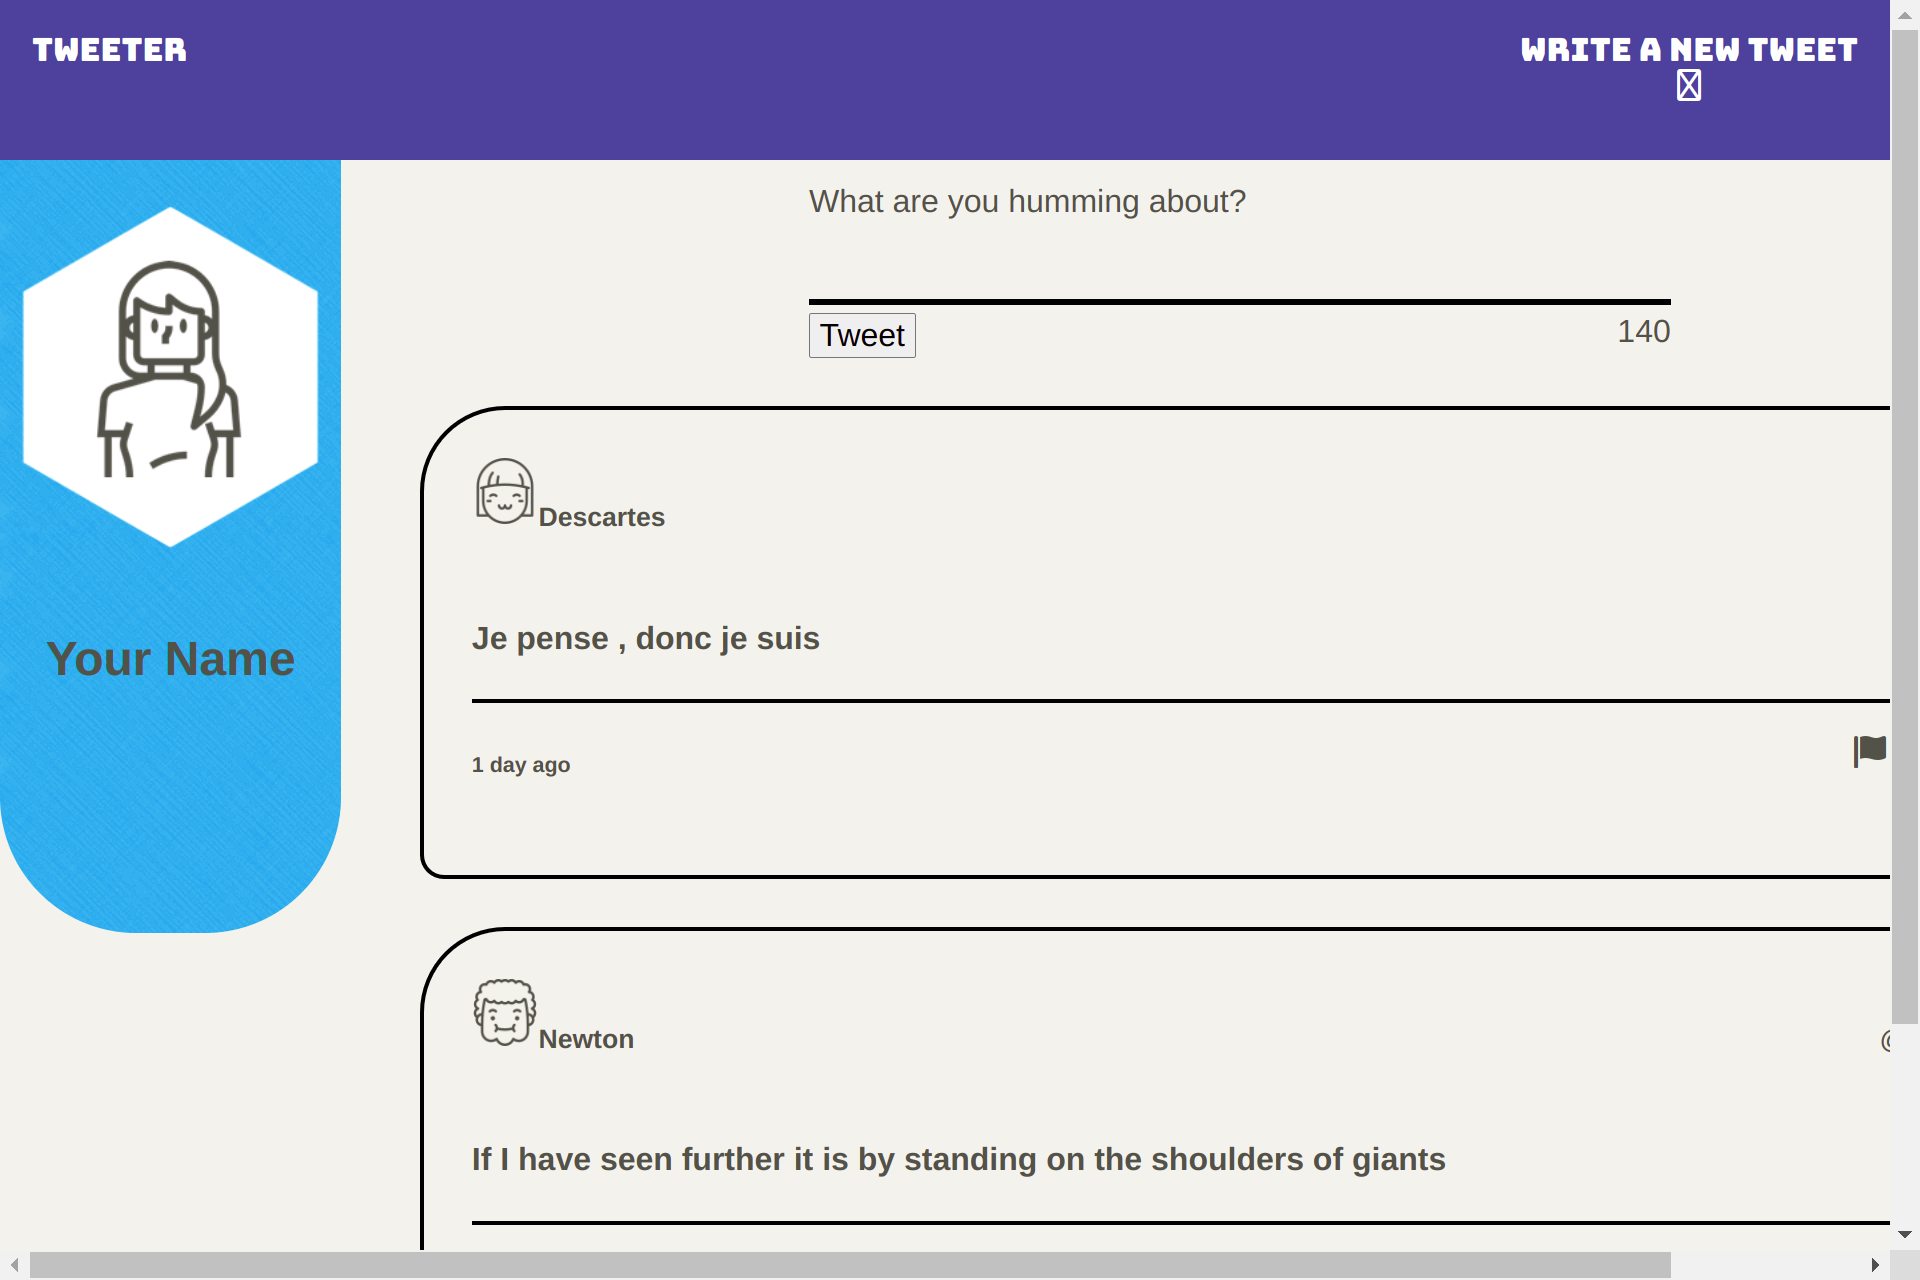 TWEETER
WRITE A NEW TWEET
What are you humming about?
Tweet
140
Descartes
Je pense , donc je suis
1 day ago
Newton
@
If I have seen further it is by standing on the shoulders of giants
Your Name